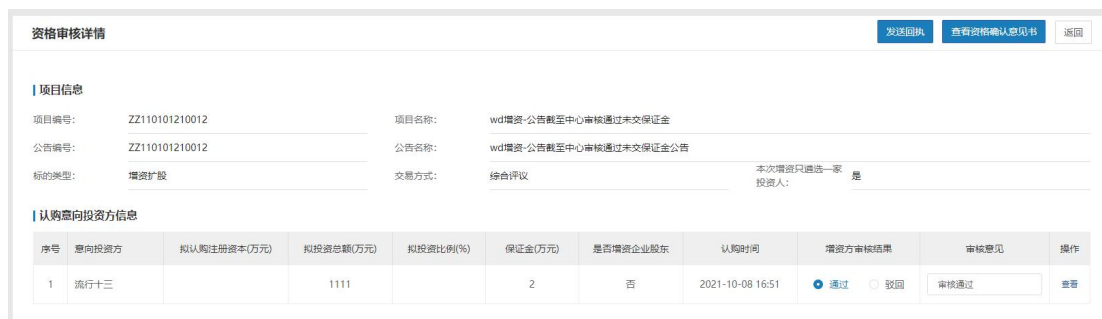 资格审核详情
发送回执
查看资格确认意见书
返回
项目信息
项目编号： ZZ110101210012 项目名称： wd增资-公告截至中心审核通过未交保证金
公告编号： ZZ110101210012 公告名称： wd增资-公告截至中心审核通过未交保证金公告
标的类型： 增资扩股 交易方式： 综合评议 本次增资只遴选一家
投资人： 是
认购意向投资方信息
序号 意向投资方 拟认购注册资本(万元) 拟投资总额(万元) 拟投资比例(%) 保证金(万元) 是否增资企业股东 认购时间 增资方审核结果 审核意见 操作
1 流行十三 1111 2 否 2021-10-08 16:51 通过 驳回 审核通过 查看